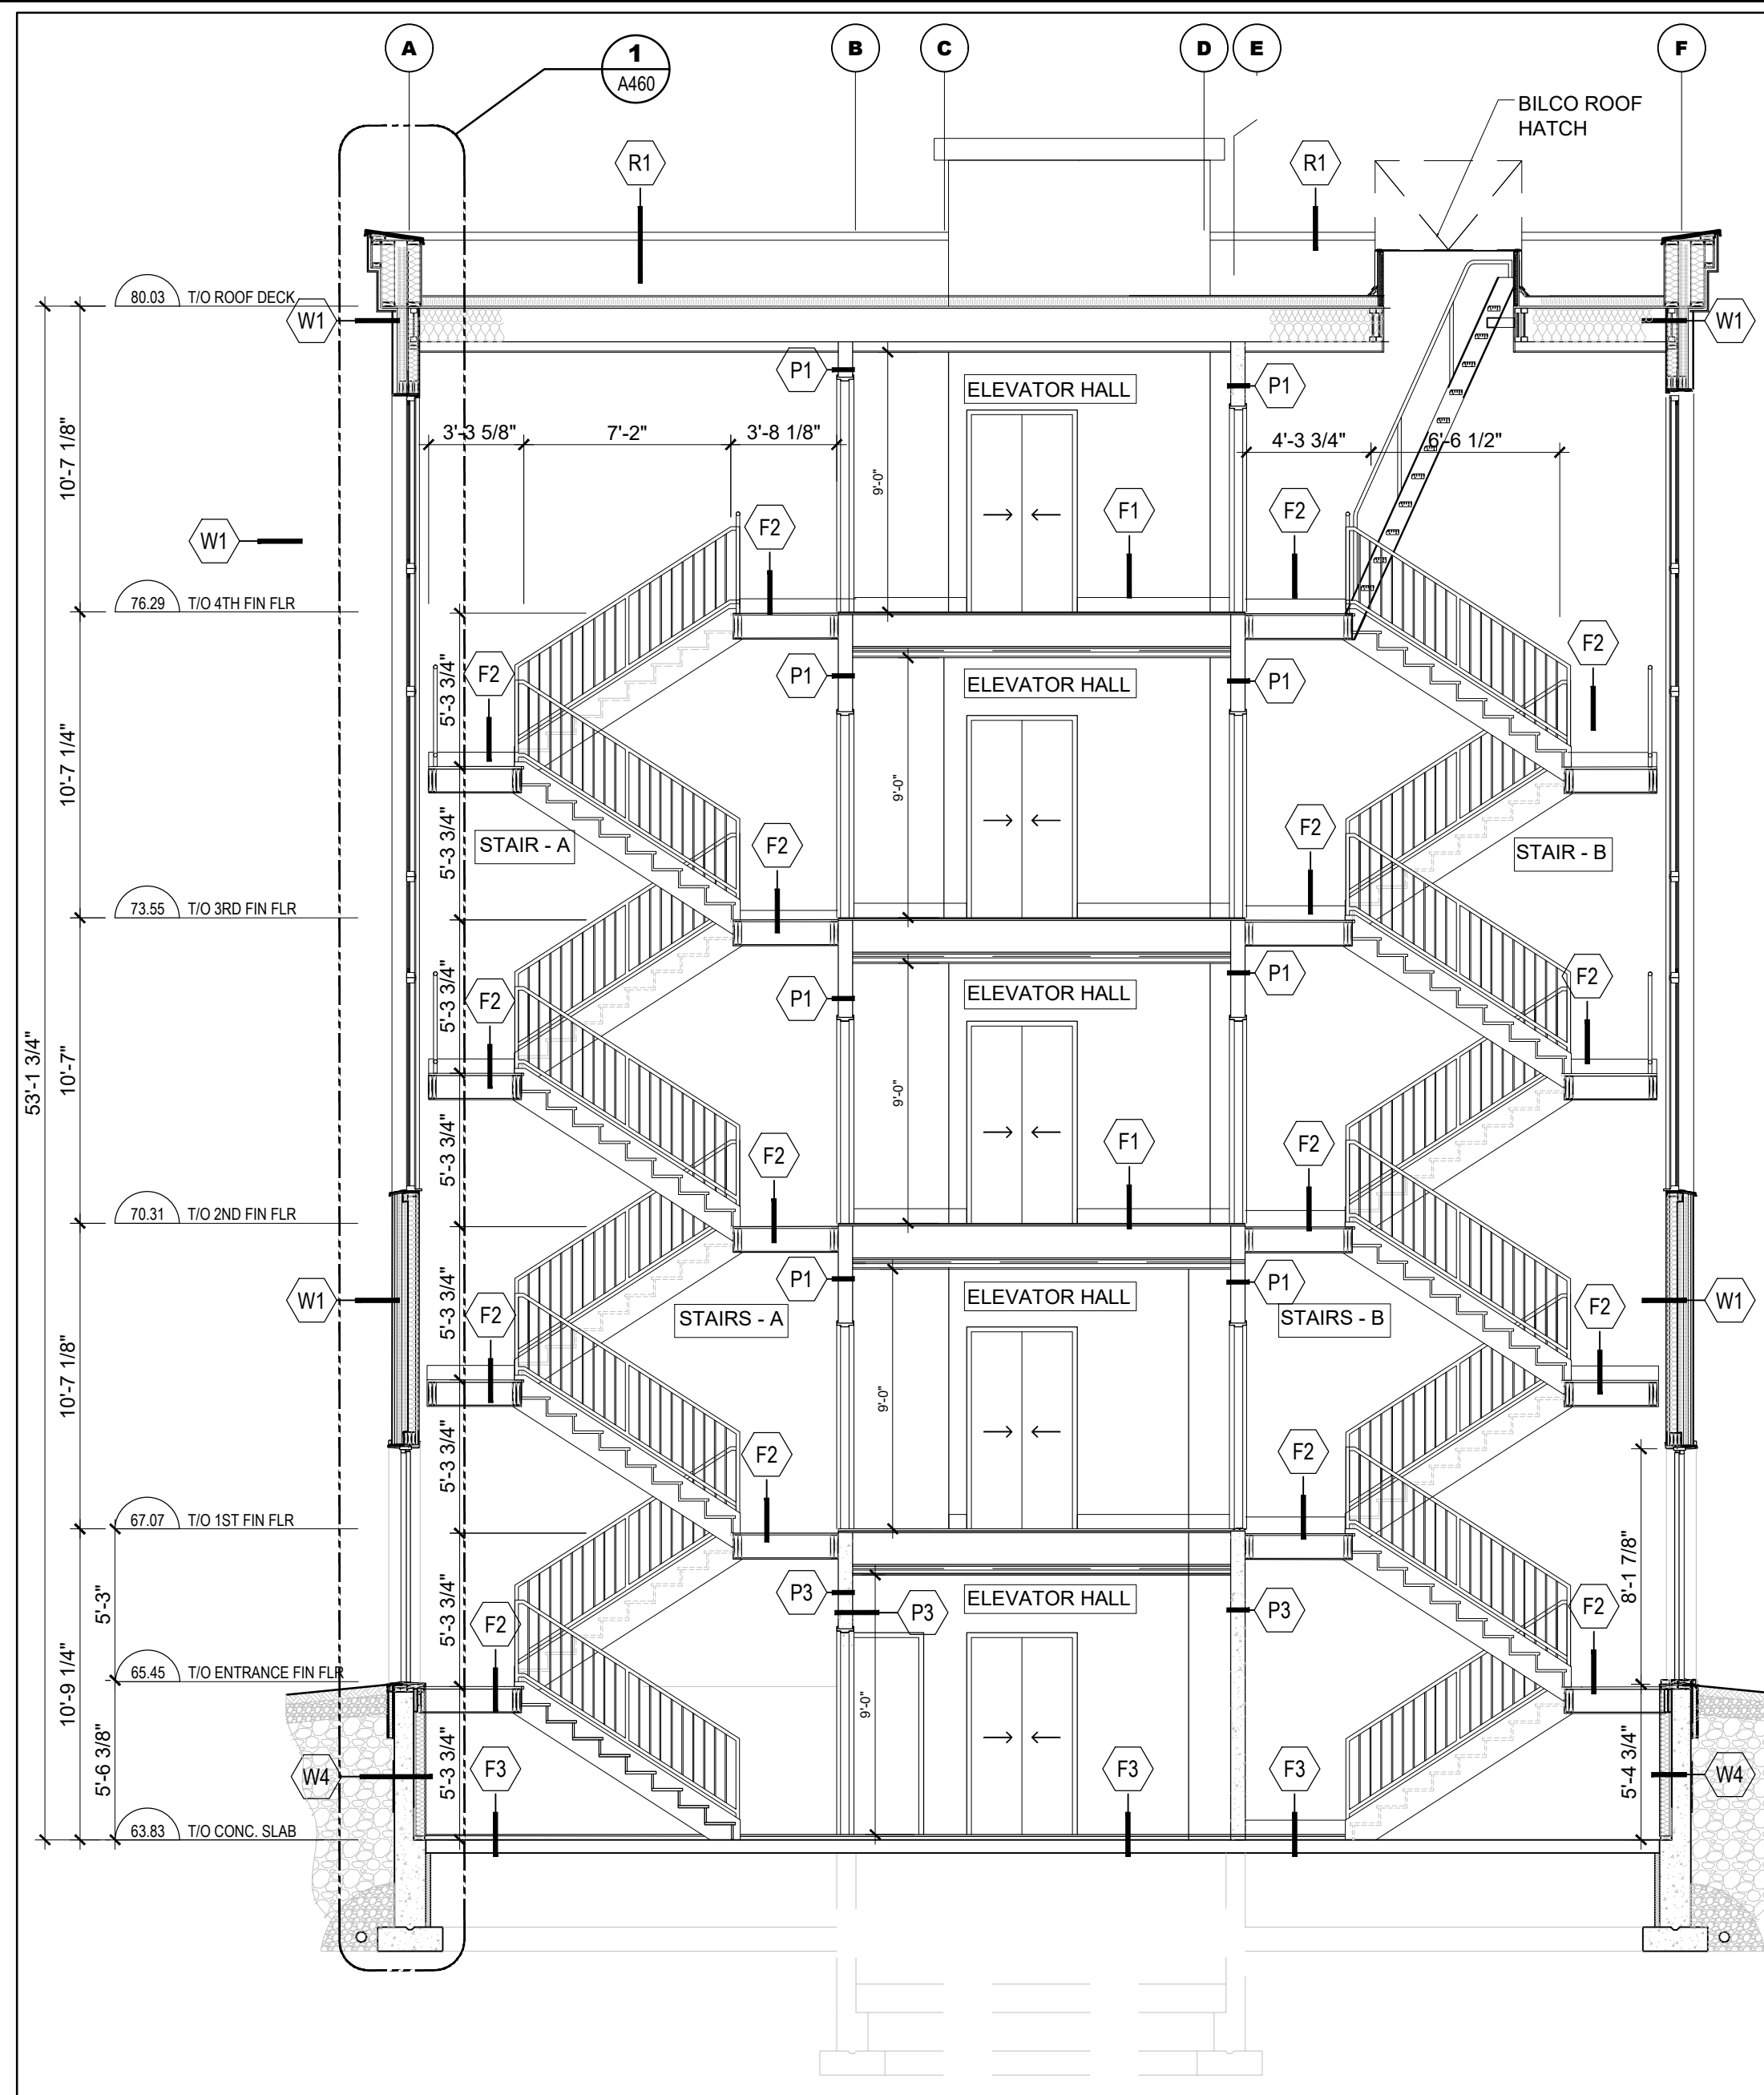 A
1
A460
B
C
D
E
F
BILCO ROOF
HATCH
R1
R1
80.03 T/O ROOF DECK
W1
W1
P1
P1
ELEVATOR HALL
3'-3 5/8"
7'-2"
3'-8 1/8"
4'-3 3/4"
6'-6 1/2"
10'-7 1/8"
9'-0"
W1
F2
F1
F2
76.29 T/O 4TH FIN FLR
F2
5'-3 3/4"
F2
P1
ELEVATOR HALL
P1
10'-7 1/4"
9'-0"
STAIR - A
5'-3 3/4"
F2
F2
STAIR - B
73.55 T/O 3RD FIN FLR
5'-3 3/4"
F2
P1
ELEVATOR HALL
P1
F2
53'-1 3/4"
10'-7"
9'-0"
5'-3 3/4"
F2
F1
F2
70.31 T/O 2ND FIN FLR
W1
5'-3 3/4"
F2
P1
ELEVATOR HALL
P1
F2
W1
STAIRS - A
STAIRS - B
10'-7 1/8"
9'-0"
5'-3 3/4"
F2
F2
67.07 T/O 1ST FIN FLR
5'-3"
5'-3 3/4"
F2
P3
P3
ELEVATOR HALL
P3
F2
8'-1 7/8"
65.45 T/O ENTRANCE FIN FLR
10'-9 1/4"
9'-0"
5'-6 3/8"
W4
5'-3 3/4"
F3
F3
F3
5'-4 3/4"
W4
63.83 T/O CONC. SLAB